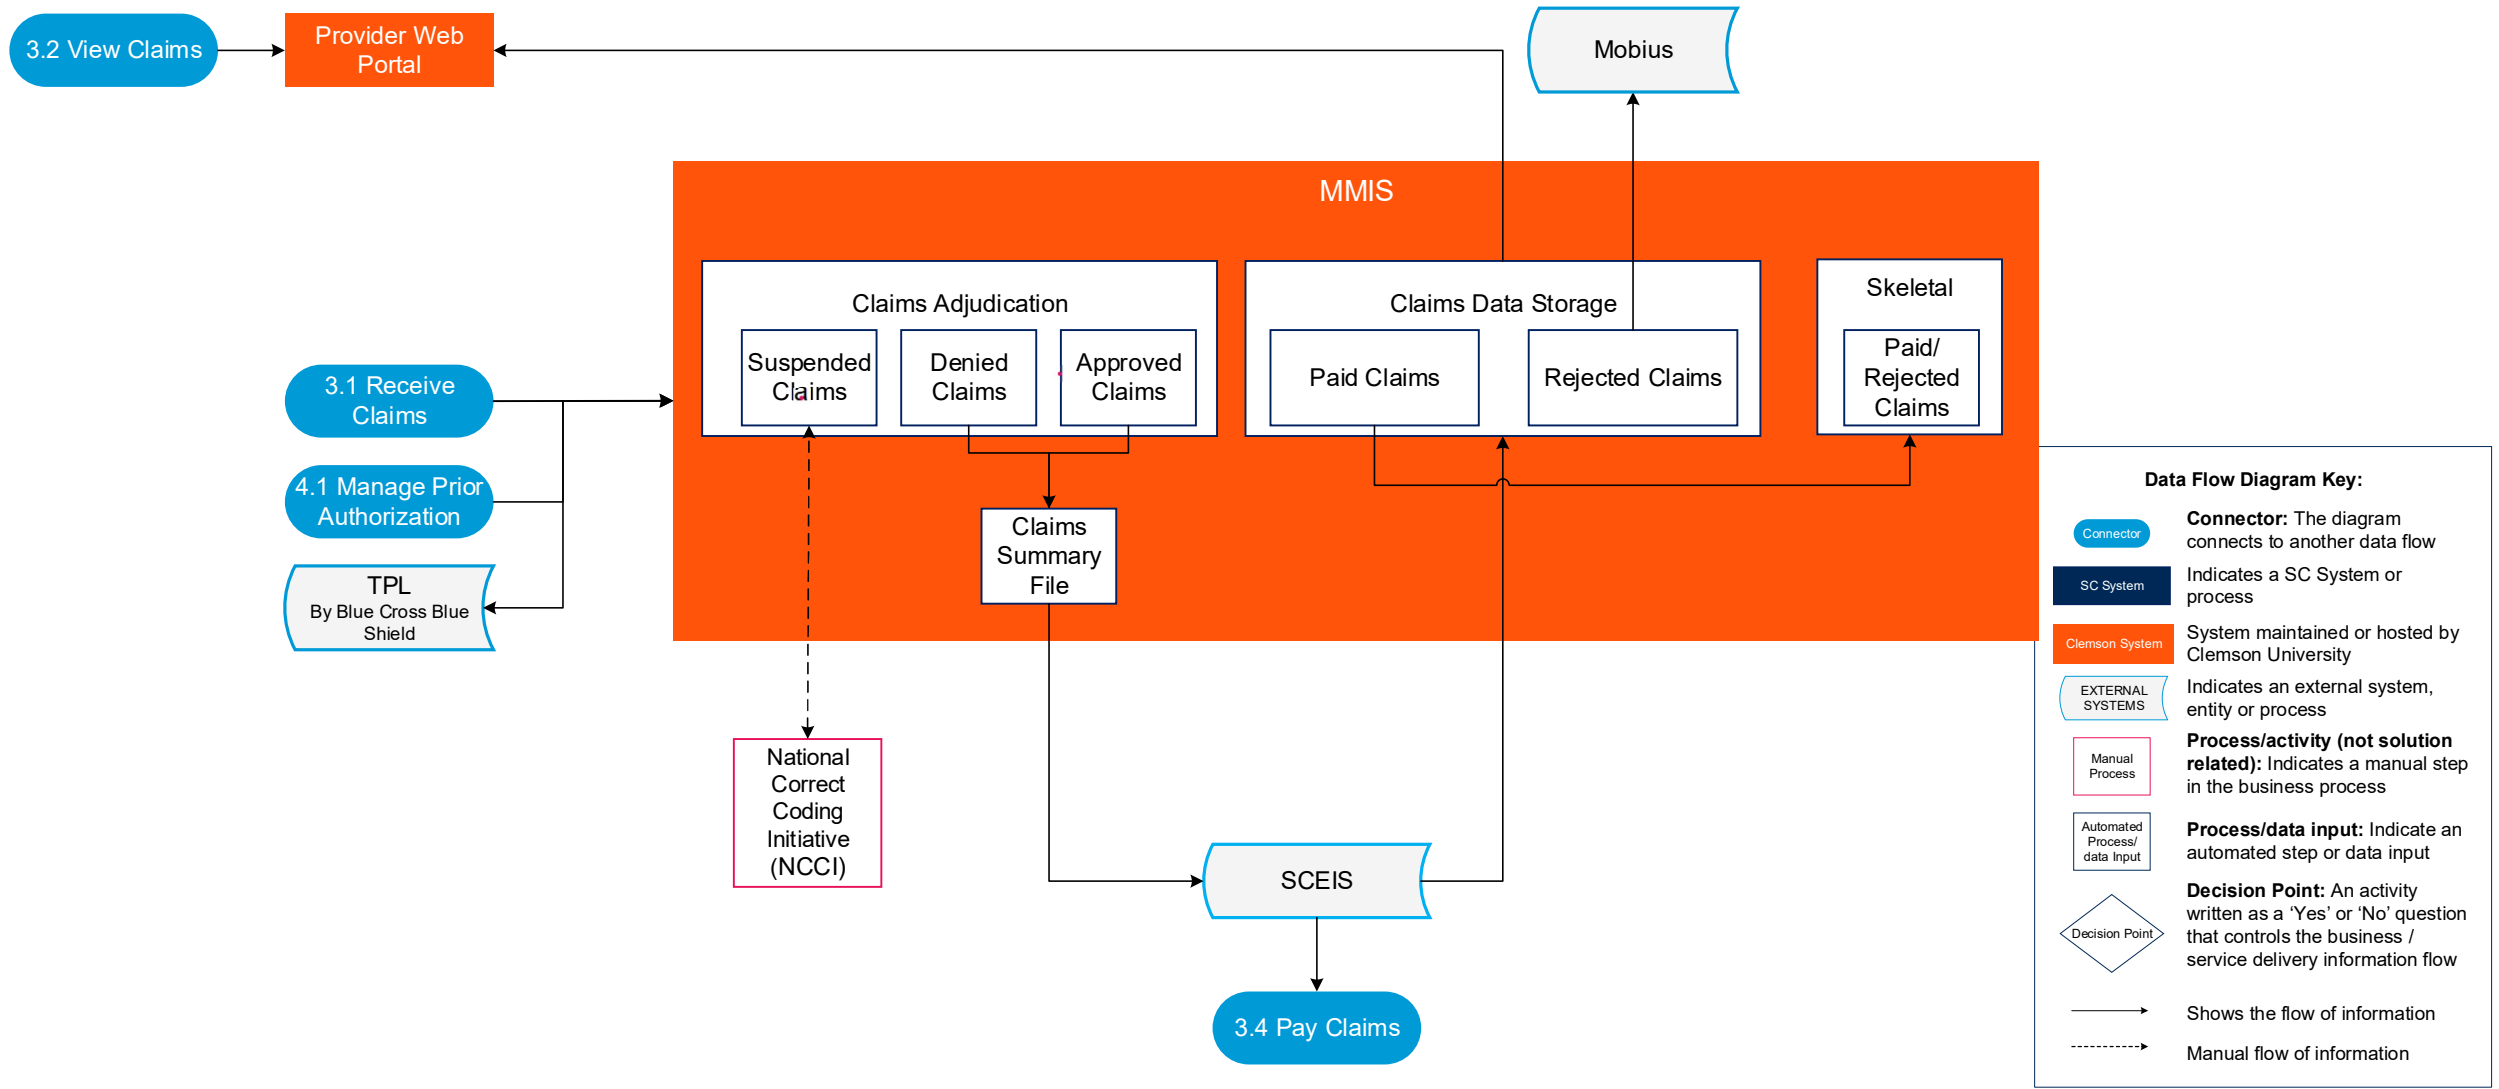 3.2 View Claims
Provider Web
Portal
Mobius
MMIS
Claims Adjudication
Suspended
Claims
Denied
Claims
Approved
Claims
Claims Data Storage
Paid Claims
Rejected Claims
Skeletal
Paid/
Rejected
Claims
3.1 Receive
Claims
4.1 Manage Prior
Authorization
TPL
By Blue Cross Blue
Shield
Claims
Summary
File
National
Correct
Coding
Initiative
(NCCI)
SCEIS
3.4 Pay Claims
Data Flow Diagram Key:
Connector
Connector: The diagram
connects to another data flow
SC System
Indicates a SC System or
process
Clemson System
System maintained or hosted by
Clemson University
EXTERNAL
SYSTEMS
Indicates an external system,
entity or process
Manual
Process
Process/activity (not solution
related): Indicates a manual step
in the business process
Automated
Process/
data Input
Process/data input: Indicate an
automated step or data input
Decision Point
Decision Point: An activity
written as a ‘Yes’ or ‘No’ question
that controls the business /
service delivery information flow
Shows the flow of information
Manual flow of information